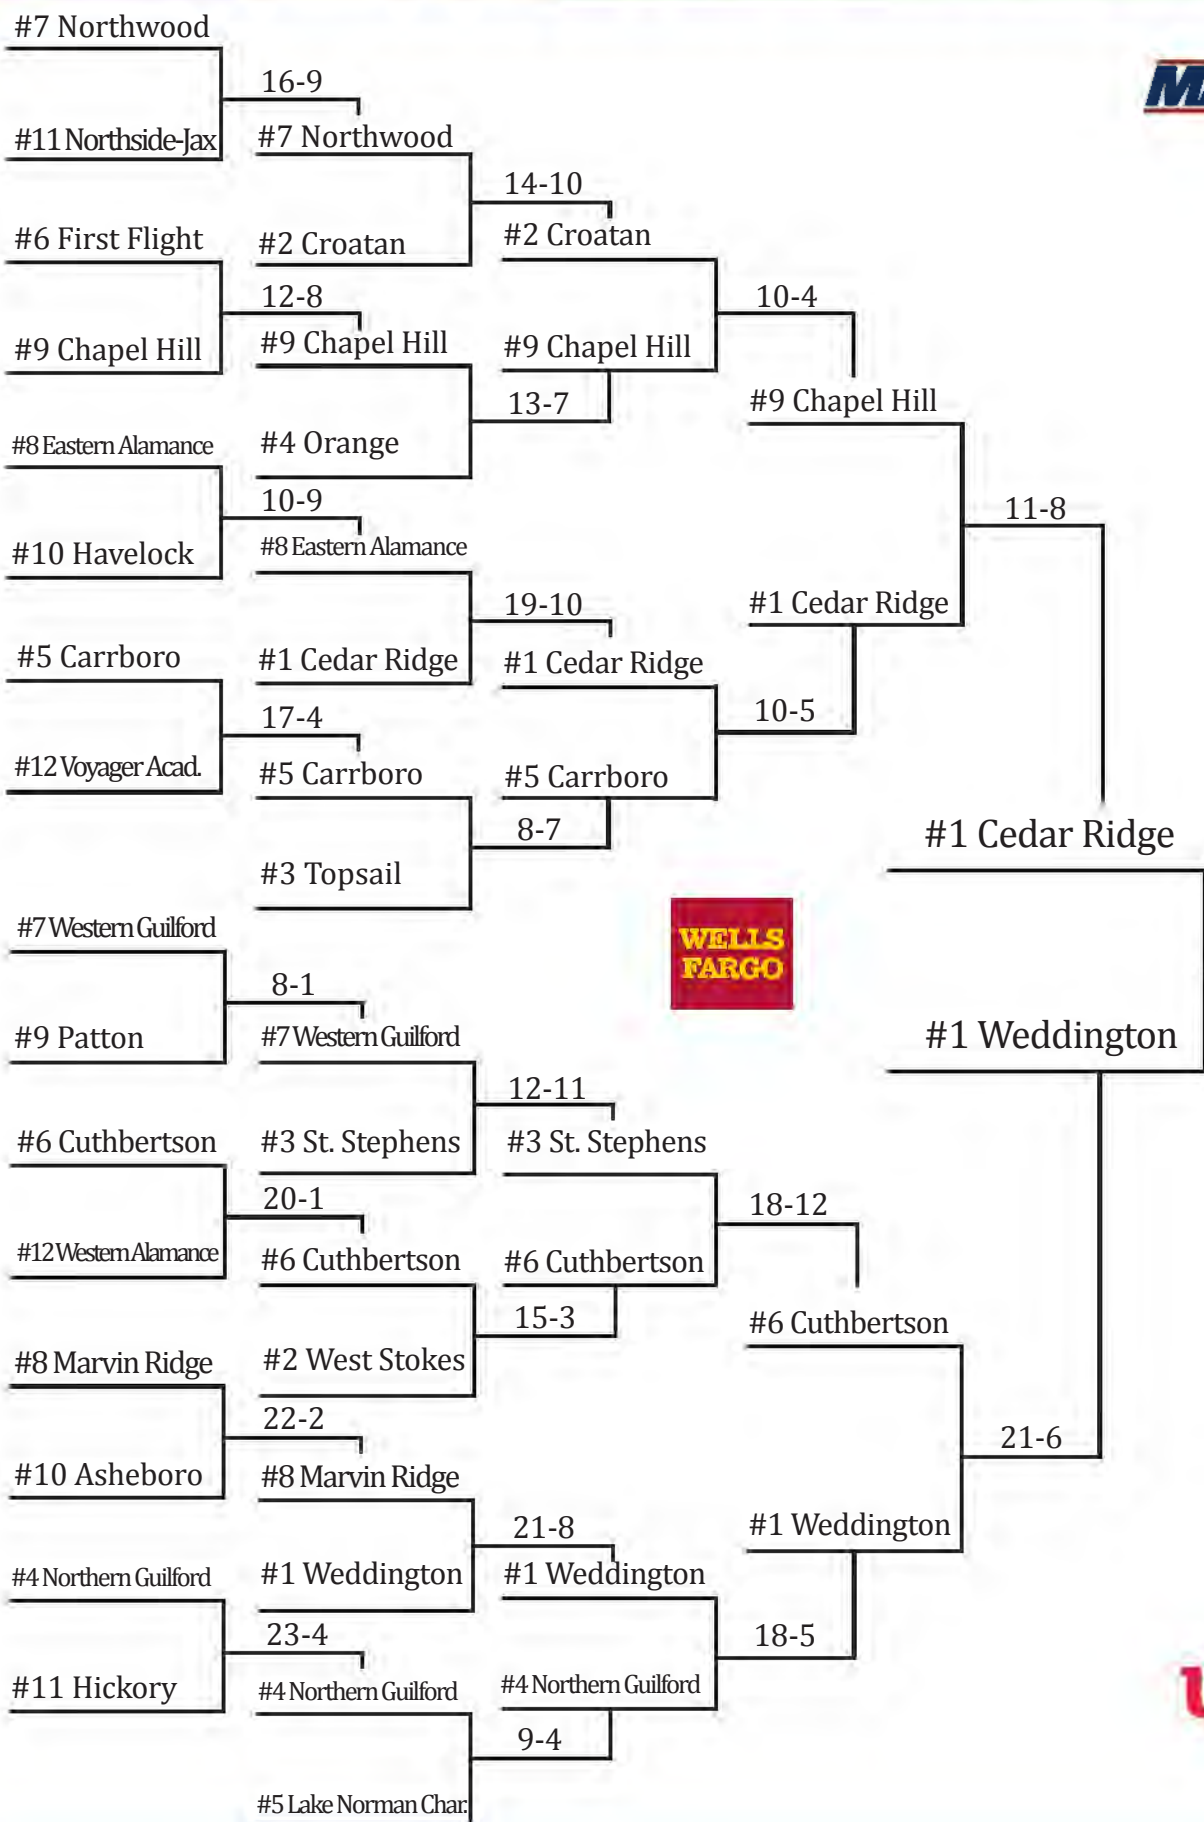 #7 Northwood
16-9
#11 Northside-Jax
#7 Northwood
14-10
#6 First Flight
#2 Croatan
#2 Croatan
12-8
10-4
#9 Chapel Hill
#9 Chapel Hill
#9 Chapel Hill
13-7
#9 Chapel Hill
#8 Eastern Alamance
#4 Orange
10-9
11-8
#10 Havelock
#8 Eastern Alamance
19-10
#1 Cedar Ridge
#5 Carrboro
#1 Cedar Ridge
#1 Cedar Ridge
17-4
10-5
#12 Voyager Acad.
#5 Carrboro
#5 Carrboro
8-7
#1 Cedar Ridge
#3 Topsail
#7 Western Guilford
WELLS
FARGO
8-1
#9 Patton
#7 Western Guilford
#1 Weddington
12-11
#6 Cuthbertson
#3 St. Stephens
#3 St. Stephens
20-1
18-12
#12 Western Alamance
#6 Cuthbertson
#6 Cuthbertson
15-3
#6 Cuthbertson
#8 Marvin Ridge
#2 West Stokes
22-2
21-6
#10 Asheboro
#8 Marvin Ridge
21-8
#1 Weddington
#4 Northern Guilford
#1 Weddington
#1 Weddington
23-4
18-5
#11 Hickory
#4 Northern Guilford
#4 Northern Guilford
9-4
#5 Lake Norman Char.